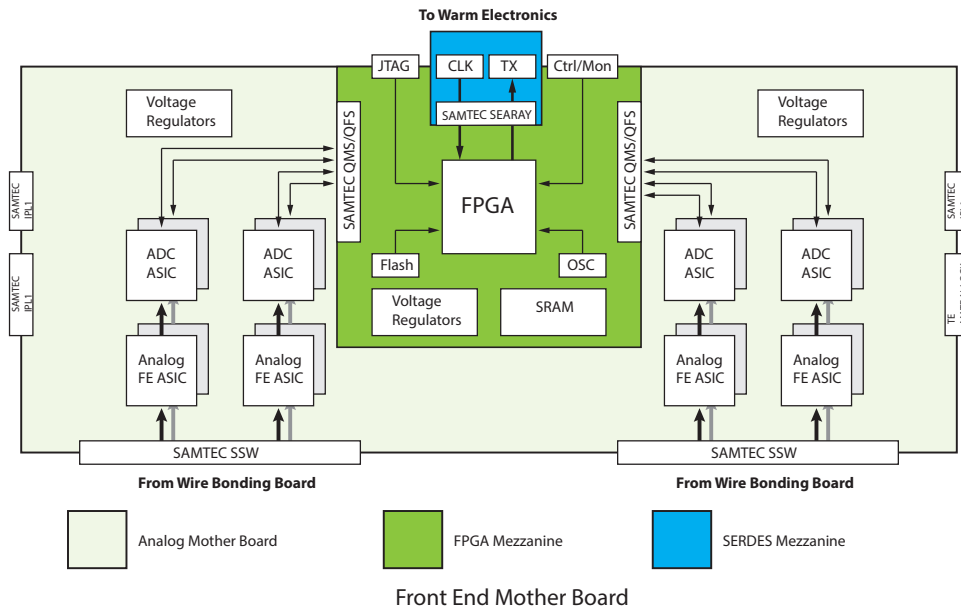 To Warm Electronics
JTAG
CLK
TX
Ctrl/Mon
SAMTEC SEARAY
Voltage
Regulators
SAMTEC QMS/QFS
FPGA
Flash
OSC
Voltage
Regulators
SRAM
SAMTEC QMS/QFS
Voltage
Regulators
SAMTEC
IPL1
SAMTEC
IPL1
ADC
ASIC
ADC
ASIC
ADC
ASIC
ADC
ASIC
SAMTEC
TE
Analog
FE ASIC
Analog
FE ASIC
Analog
FE ASIC
Analog
FE ASIC
SAMTEC SSW
SAMTEC SSW
From Wire Bonding Board
From Wire Bonding Board
Analog Mother Board
FPGA Mezzanine
SERDES Mezzanine
Front End Mother Board